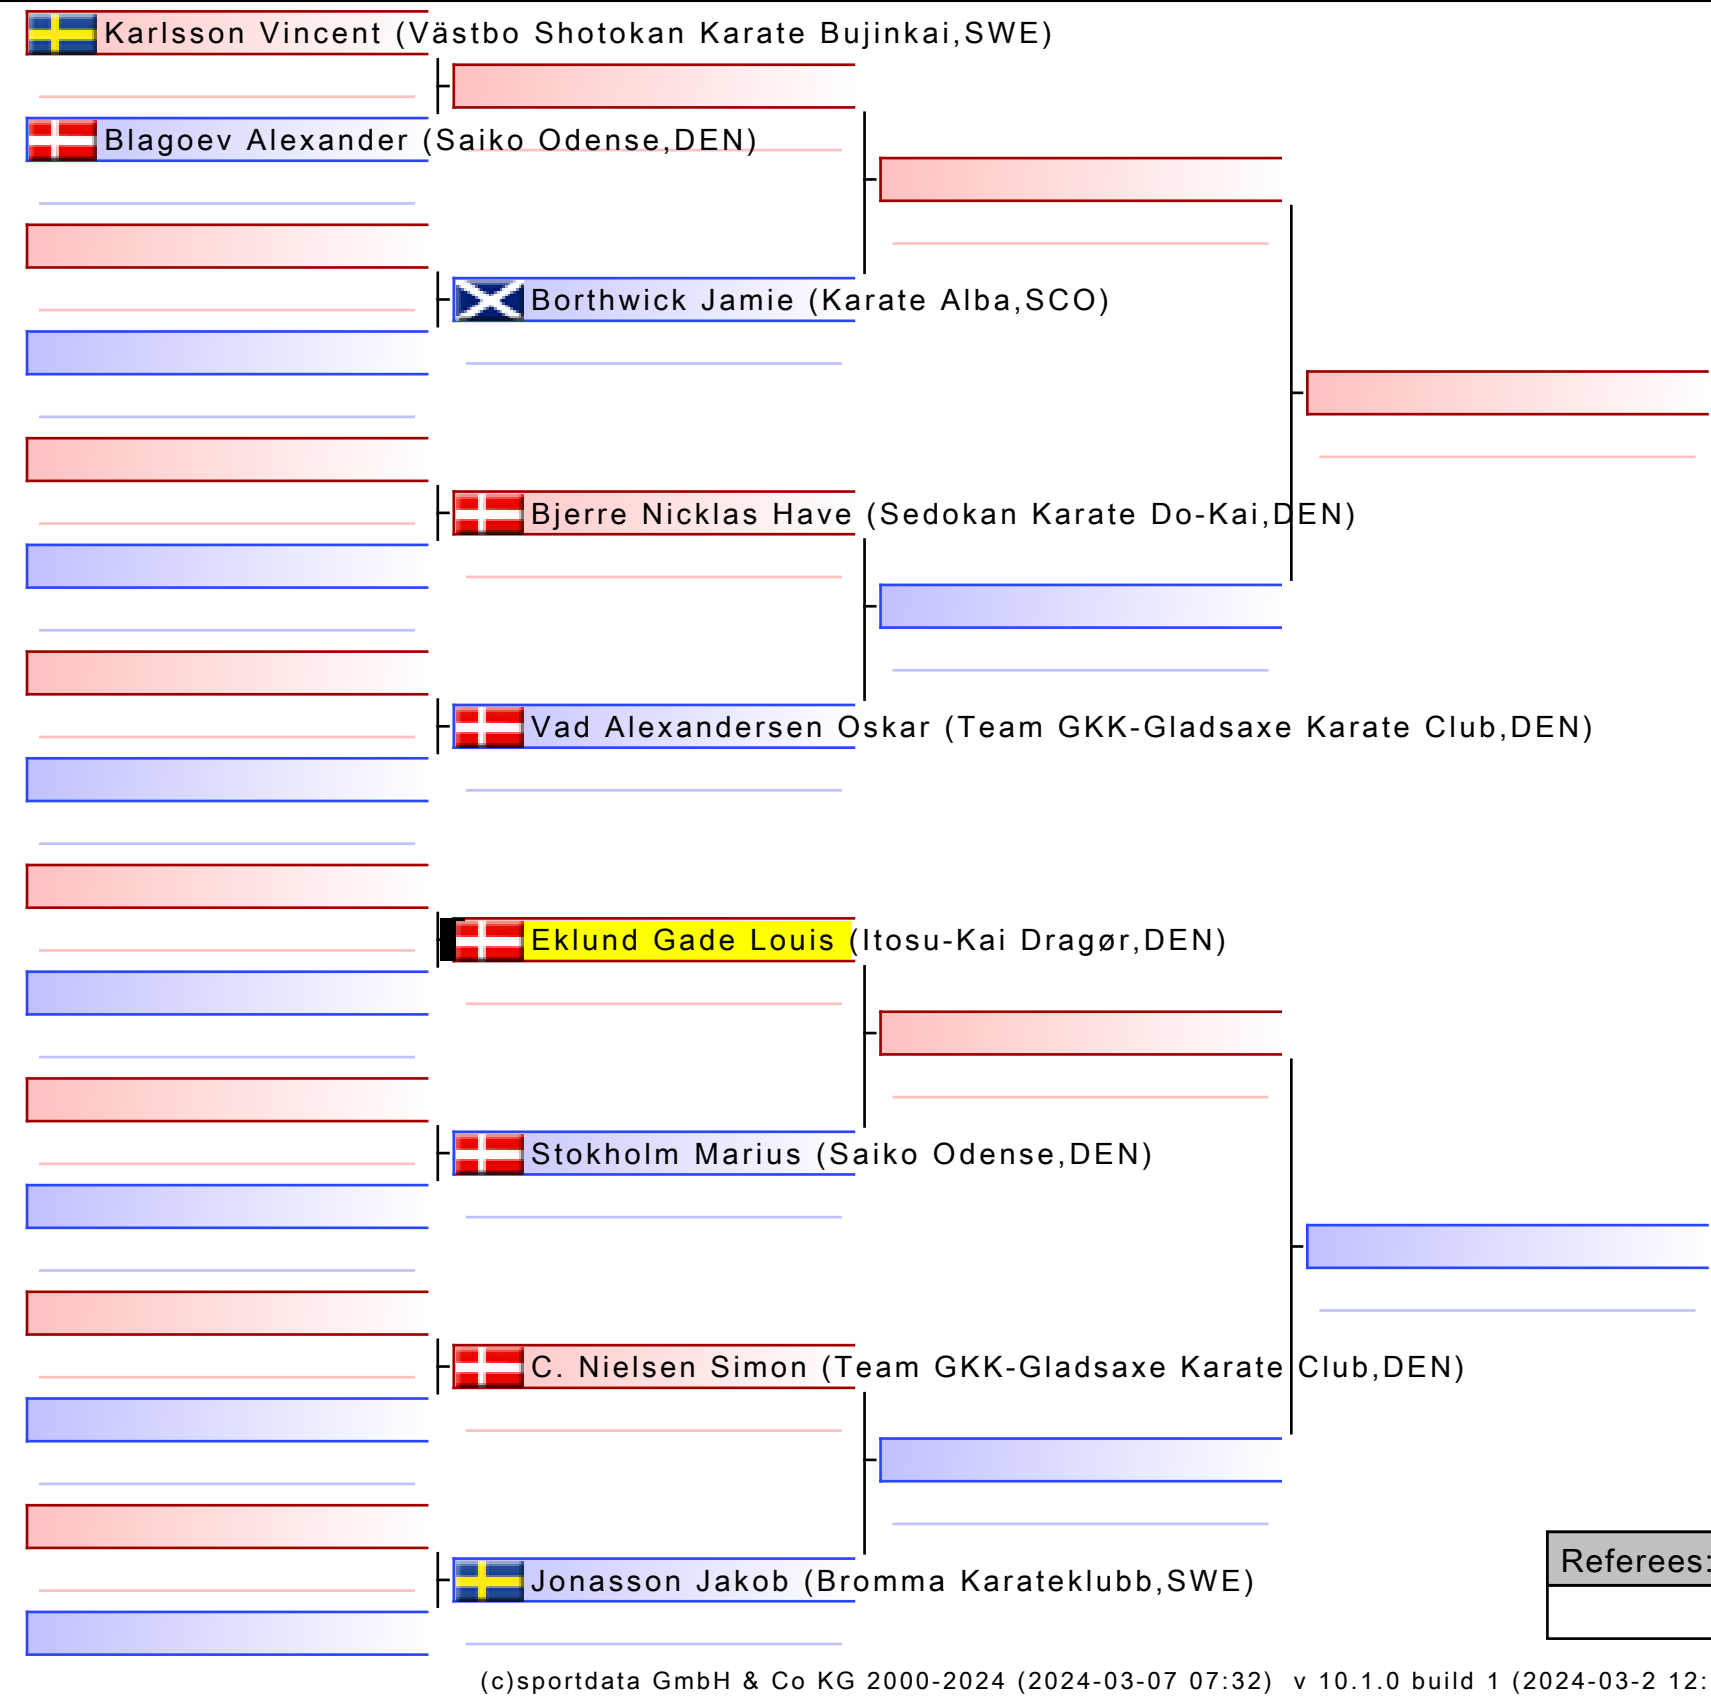 Karlsson Vincent (Västbo Shotokan Karate Bujinkai,SWE)
Blagoev Alexander (Saiko Odense,DEN)
Borthwick Jamie (Karate Alba,SCO)
Bjerre Nicklas Have (Sedokan Karate Do-Kai,DEN)
Vad Alexandersen Oskar (Team GKK-Gladsaxe Karate Club,DEN)
Eklund Gade Louis (Itosu-Kai Dragør,DEN)
Stokholm Marius (Saiko Odense,DEN)
C. Nielsen Simon (Team GKK-Gladsaxe Karate Club,DEN)
Jonasson Jakob (Bromma Karateklubb,SWE)
Referees:
(c)sportdata GmbH & Co KG 2000-2024 (2024-03-07 07:32) v 10.1.0 build 1 (2024-03-2 12: